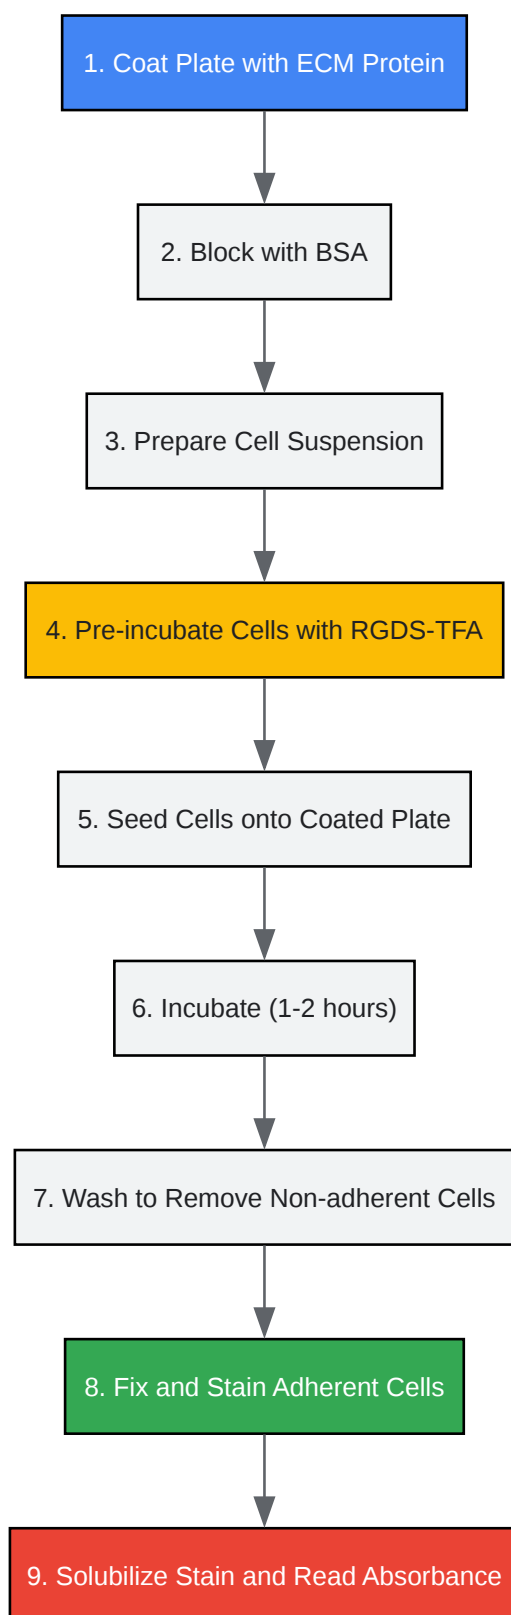 1. Coat Plate with ECM Protein
2. Block with BSA
3. Prepare Cell Suspension
4. Pre-incubate Cells with RGDS-TFA
5. Seed Cells onto Coated Plate
6. Incubate (1-2 hours)
7. Wash to Remove Non-adherent Cells
8. Fix and Stain Adherent Cells
9. Solubilize Stain and Read Absorbance